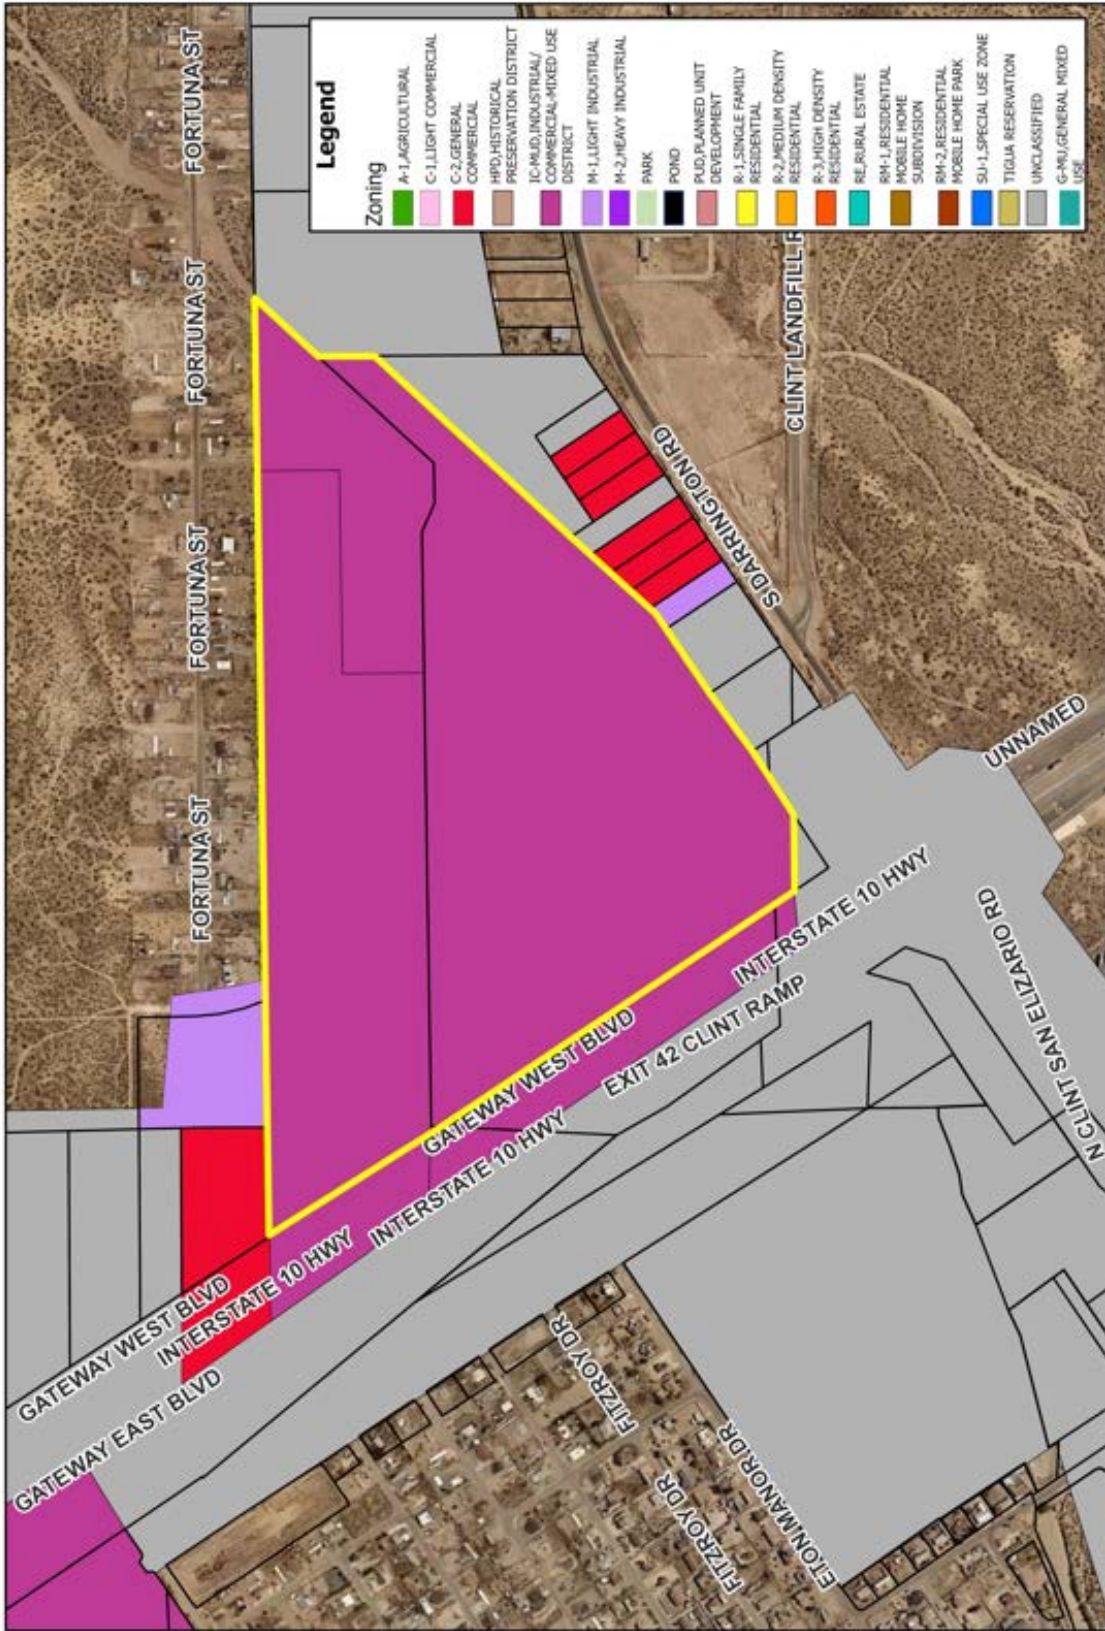 FORTUNA ST
FORTUNA ST
FORTUNA ST
FORTUNA ST
Legend
Zoning
A-1,AGRICULTURAL
C-1,LIGHT COMMERCIAL
C-2,GENERAL
COMMERCIAL
HPD,HISTORICAL
PRESERVATION DISTRICT
IC-MUD,INDUSTRIAL/
COMMERCIAL-MIXED USE
DISTRICT
M-1,LIGHT INDUSTRIAL
M-2,HEAVY INDUSTRIAL
PARK
POND
PUD,PLANNED UNIT
DEVELOPMENT
R-1,SINGLE FAMILY
RESIDENTIAL
R-2,MEDIUM DENSITY
RESIDENTIAL
R-3,HIGH DENSITY
RESIDENTIAL
RE,RURAL ESTATE
RM-1,RESIDENTIAL
MOBILE HOME
SUBDIVISION
RM-2,RESIDENTIAL
MOBILE HOME PARK
SU-1,SPECIAL USE ZONE
TIGUA RESERVATION
UNCLASSIFIED
G-MU,GENERAL MIXED
USE
CLINT LANDFILL R
S DARRINGTON RD
UNNAMED
GATEWAY WEST BLVD
INTERSTATE 10 HWY
GATEWAY EAST BLVD
INTERSTATE 10 HWY
GATEWAY WEST BLVD
EXIT 42 CLINT RAMP
INTERSTATE 10 HWY
N CLINT SAN ELIZARIO RD
FITZROY DR
FITZROY DR
ETON MANOR DR